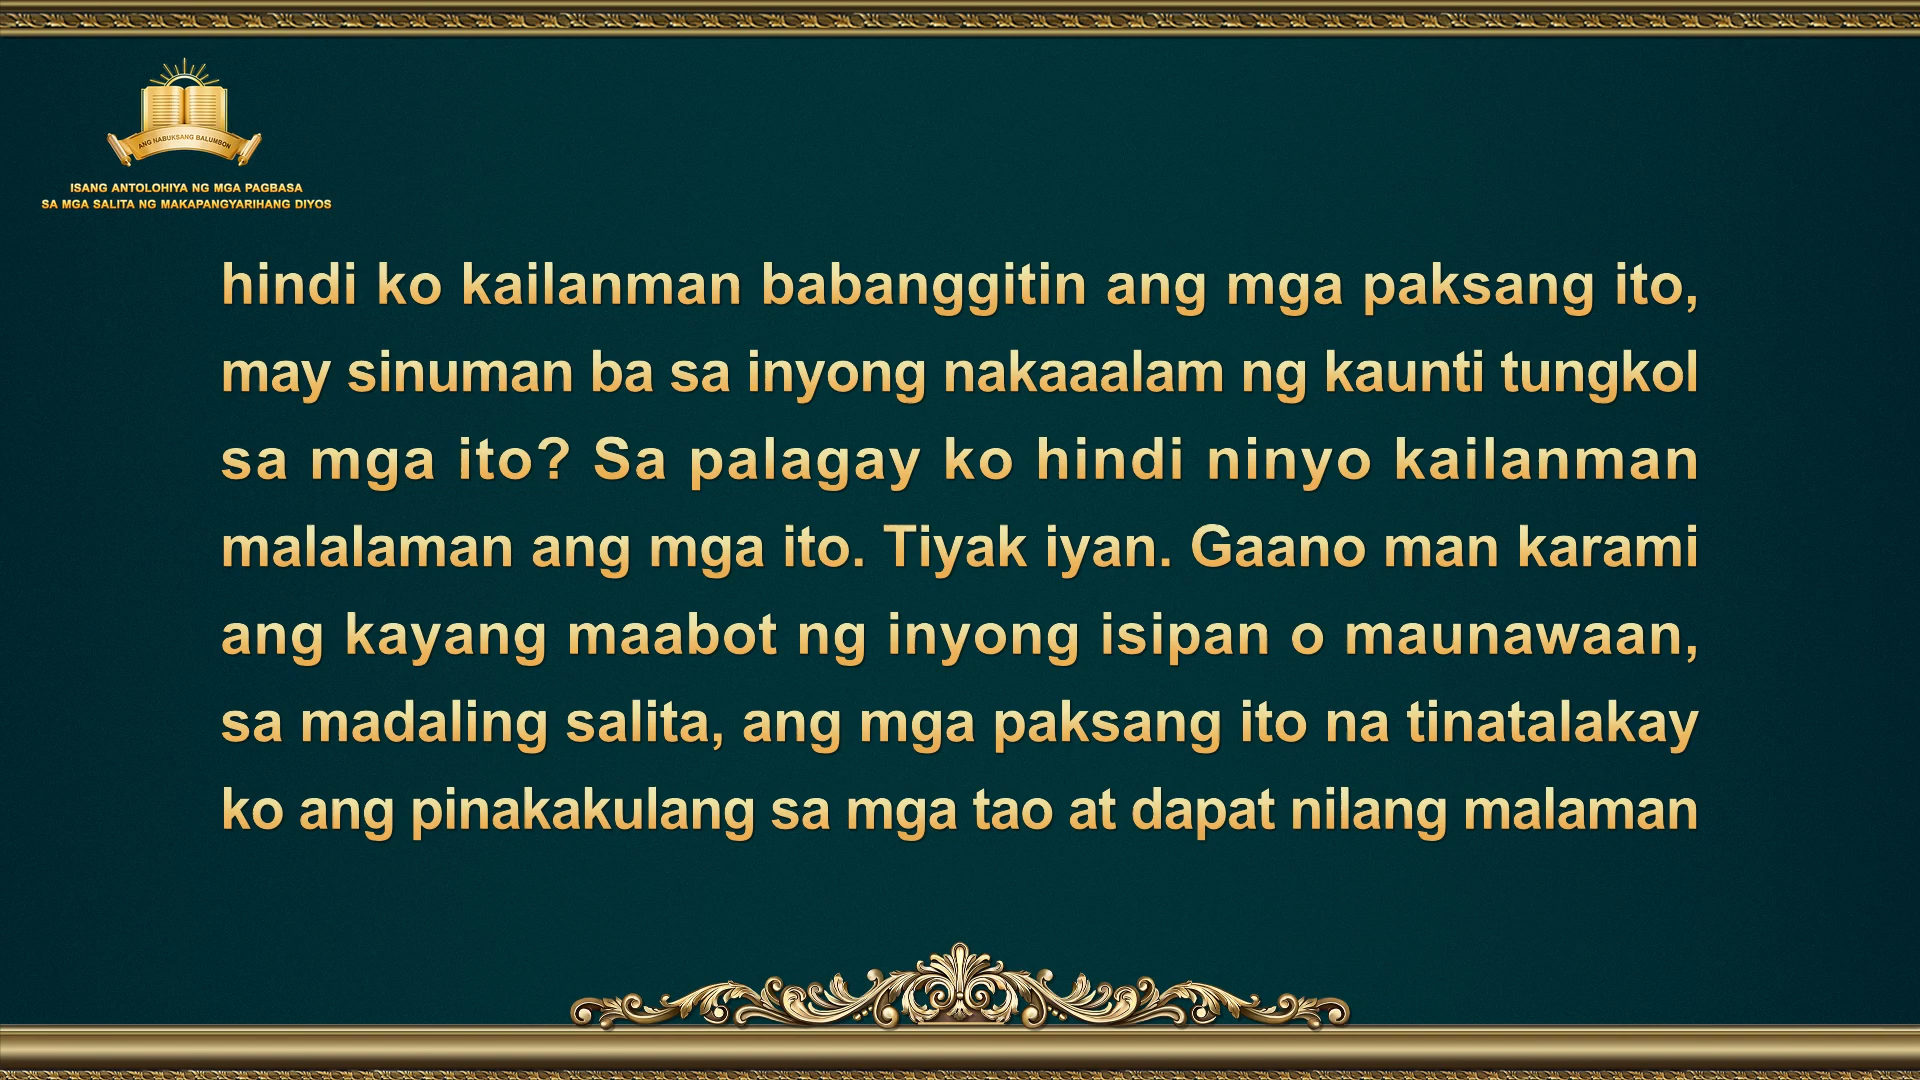 ANG NABUKSANG BALUMBON
ISANG ANTOLOHIYA NG MGA PAGBASA
SA MGA SALITA NG MAKAPANGYARIHANG DIYOS
hindi ko kailanman babanggitin ang mga paksang ito,
may sinuman ba sa inyong nakaaalam ng kaunti tungkol
sa mga ito? Sa palagay ko hindi ninyo kailanman
malalaman ang mga ito. Tiyak iyan. Gaano man karami
ang kayang maabot ng inyong isipan o maunawaan,
sa madaling salita, ang mga paksang ito na tinatalakay
ko ang pinakakulang sa mga tao at dapat nilang malaman